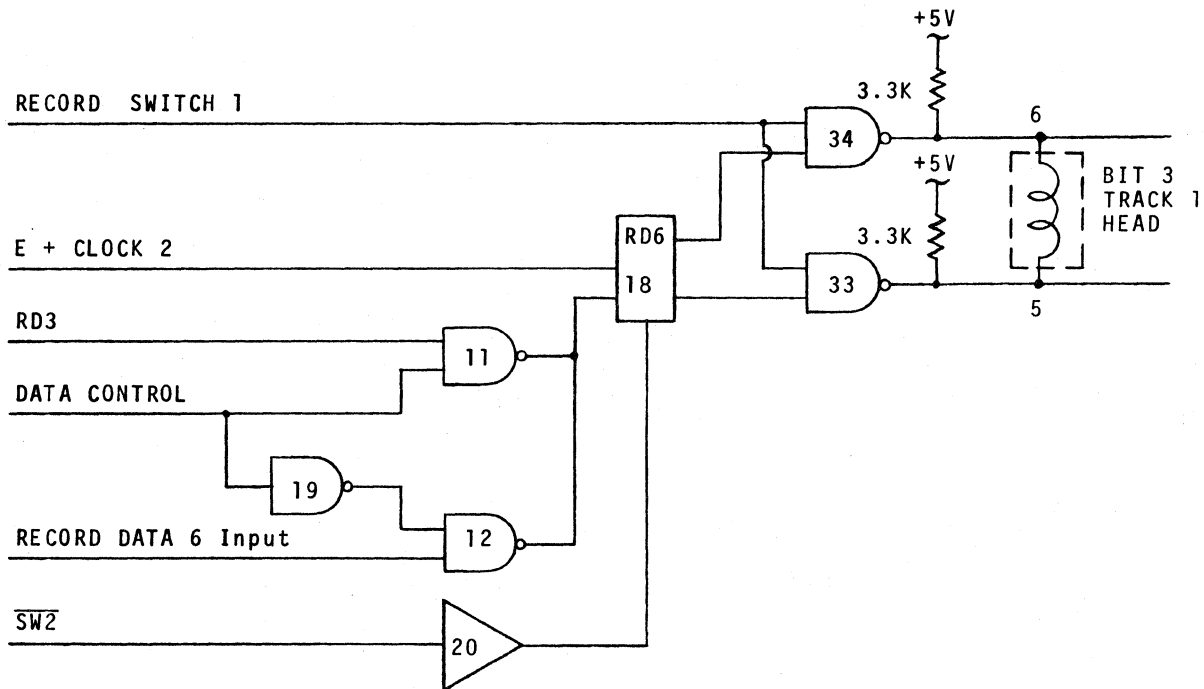 +5V
RECORD SWITCH 1
3.3K
34
6
+5V
BIT 3
TRACK 1
HEAD
E + CLOCK 2
RD6
3.3K
18
33
5
RD3
11
DATA CONTROL
19
RECORD DATA 6 Input
12
SW2
20